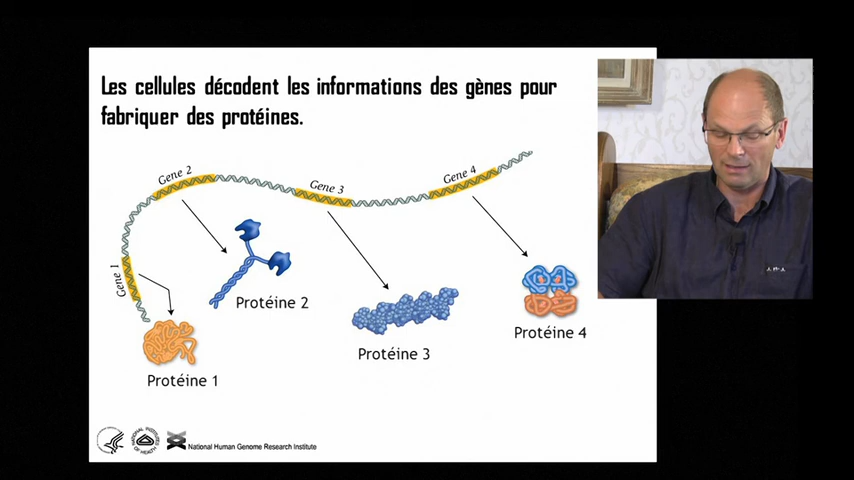 Les cellules décodent les informations des gènes pour
fabriquer des protéines.
Gene 1
Gene 2
Gene 3
Gene 4
Protéine 1
Protéine 2
Protéine 3
Protéine 4
National Human Genome Research Institute